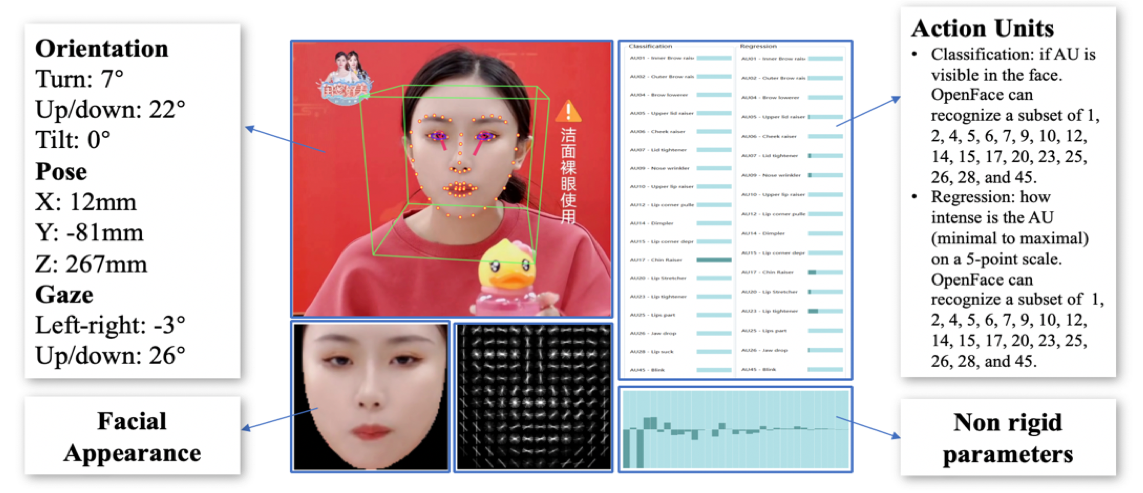 Orientation
Turn: 7°
Up/down: 22°
Tilt: 0°
Pose
X: 12mm
Y: -81mm
Z: 267mm
Gaze
Left-right: -3°
Up/down: 26°
Facial
Appearance
洁面裸眼使用
Classification
AU01 - Inner Brow raise
AU02 - Outer Brow rais
AU04 - Brow lowerer
AU05 - Upper lid raiser
AU06 - Cheek raiser
AU07 - Lid tightener
AU09 - Nose wrinkler
AU10 - Upper lip raiser
AU12 - Lip corner pulle
AU14 - Dimpler
AU15 - Lip corner depr
AU17 - Chin Raiser
AU20 - Lip Stretcher
AU23 - Lip tightener
AU25 - Lips part
AU26 - Jaw drop
AU28 - Lip suck
AU45 - Blink
Regression
AU01 - Inner Brow rais
AU02 - Outer Brow rais
AU04 - Brow lowerer
AU05 - Upper lid raiser
AU06 - Cheek raiser
AU07 - Lid tightener
AU09 - Nose wrinkler
AU10 - Upper lip raiser
AU12 - Lip corner pulle
AU14 - Dimpler
AU15 - Lip corner depr
AU17 - Chin Raiser
AU20 - Lip Stretcher
AU23 - Lip tightener
AU25 - Lips part
AU26 - Jaw drop
AU45 - Blink
Action Units
• Classification: if AU is
visible in the face.
OpenFace can
recognize a subset of 1,
2, 4, 5, 6, 7, 9, 10, 12,
14, 15, 17, 20, 23, 25,
26, 28, and 45.
• Regression: how
intense is the AU
(minimal to maximal)
on a 5-point scale.
OpenFace can
recognize a subset of 1,
2, 4, 5, 6, 7, 9, 10, 12,
14, 15, 17, 20, 23, 25,
26, 28, and 45.
Non rigid
parameters